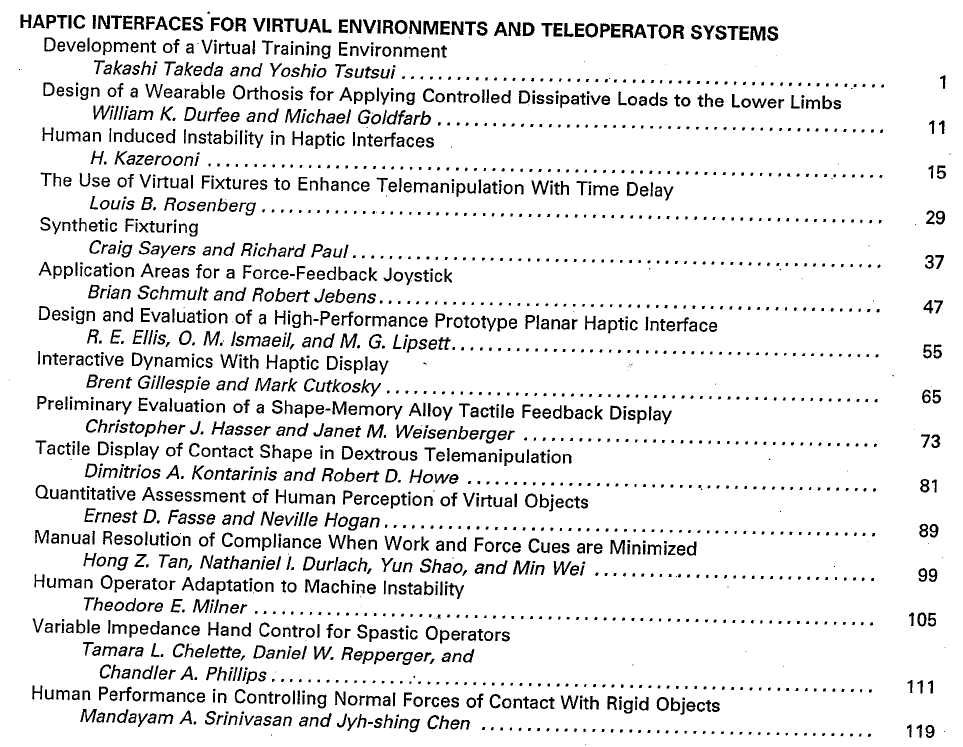 HAPTIC INTERFACES FOR VIRTUAL ENVIRONMENTS AND TELEOPERATOR SYSTEMS
Development of a Virtual Training Environment
Takashi Takeda and Yoshio Tsutsui ........................................ 1
Design of a Wearable Orthosis for Applying Controlled Dissipative Loads to the Lower Limbs
William K. Durfee and Michael Goldfarb ........................................ 11
Human Induced Instability in Haptic Interfaces
H. Kazerooni ........................................ 15
The Use of Virtual Fixtures to Enhance Telemanipulation With Time Delay
Louis B. Rosenberg ........................................ 29
Synthetic Fixturing
Craig Sayers and Richard Paul ........................................ 37
Application Areas for a Force-Feedback Joystick
Brian Schmult and Robert Jebens ........................................ 47
Design and Evaluation of a High-Performance Prototype Planar Haptic Interface
R. E. Ellis, O. M. Ismaeil, and M. G. Lipsett ........................................ 55
Interactive Dynamics With Haptic Display
Brent Gillespie and Mark Cutkosky ........................................ 65
Preliminary Evaluation of a Shape-Memory Alloy Tactile Feedback Display
Christopher J. Hasser and Janet M. Weisenberger ........................................ 73
Tactile Display of Contact Shape in Dextrous Telemanipulation
Dimitrios A. Kontarinis and Robert D. Howe ........................................ 81
Quantitative Assessment of Human Perception of Virtual Objects
Ernest D. Fasse and Neville Hogan ........................................ 89
Manual Resolution of Compliance When Work and Force Cues are Minimized
Hong Z. Tan, Nathaniel I. Durlach, Yun Shao, and Min Wei ........................................ 99
Human Operator Adaptation to Machine Instability
Theodore E. Milner ........................................ 105
Variable Impedance Hand Control for Spastic Operators
Tamara L. Chelette, Daniel W. Repperger, and
Chandler A. Phillips ........................................ 111
Human Performance in Controlling Normal Forces of Contact With Rigid Objects
Mandayam A. Srinivasan and Jyh-shing Chen ........................................ 119